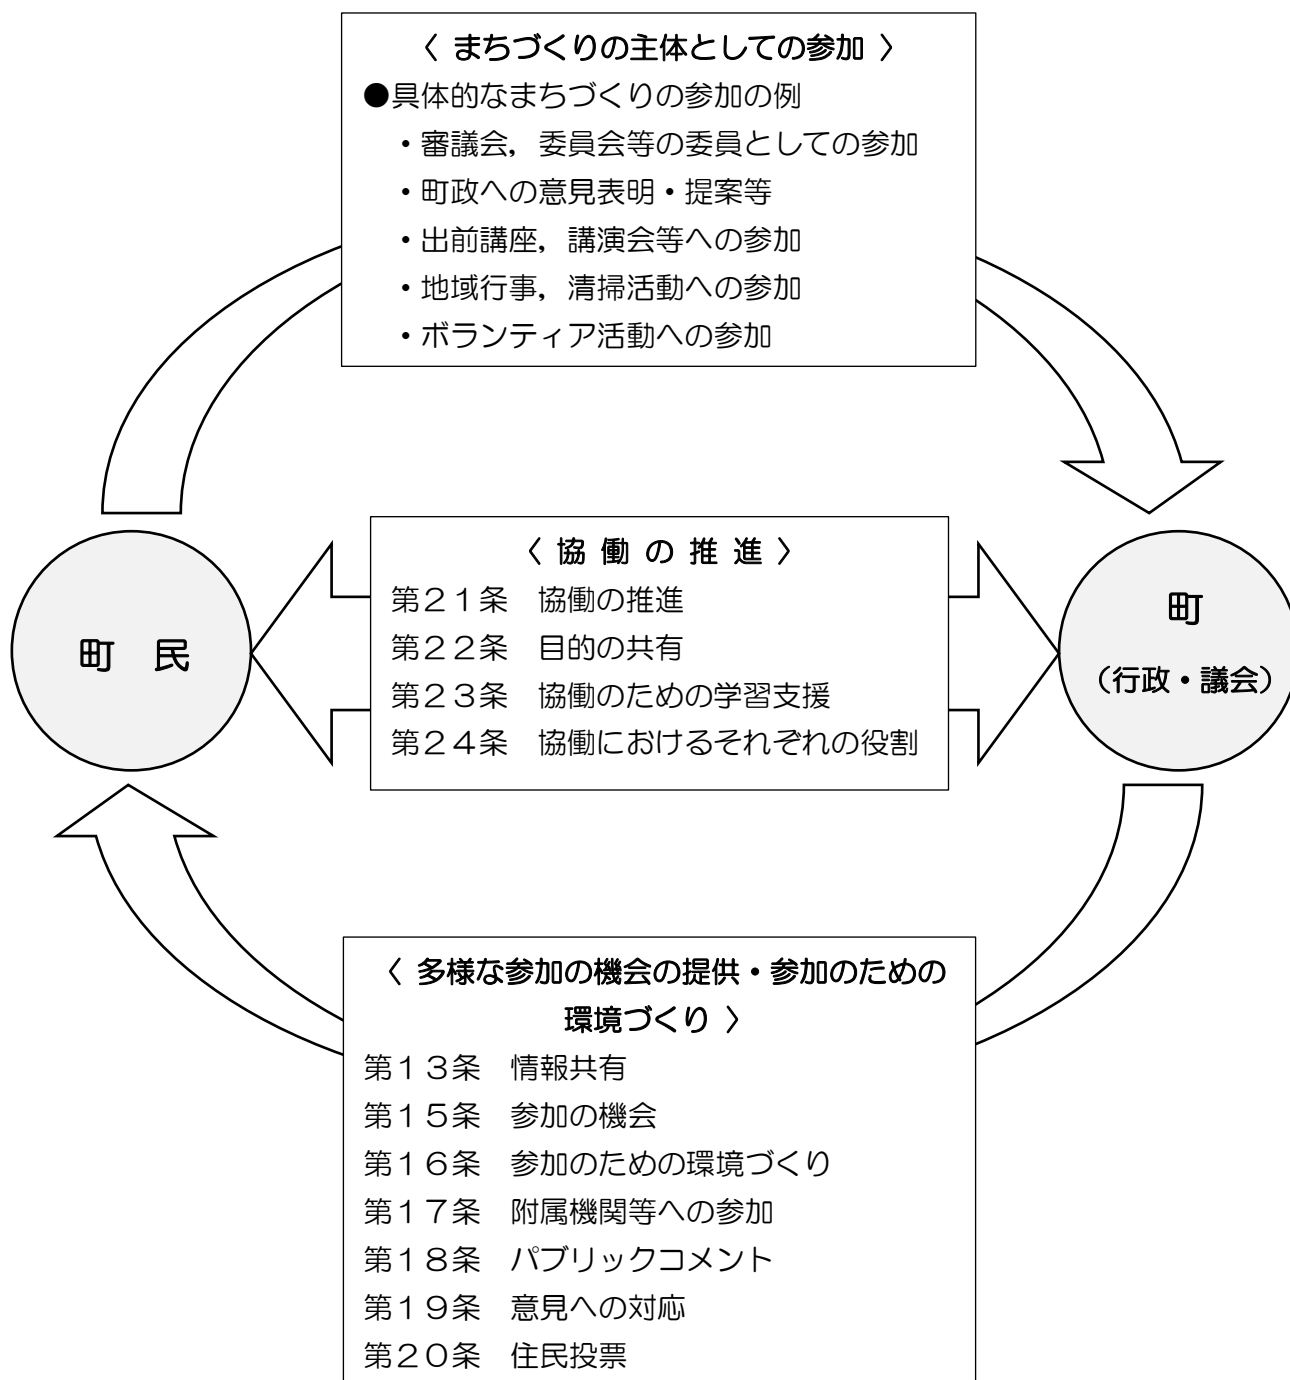 〈 まちづくりの主体としての参加 〉
●具体的なまちづくりの参加の例
・審議会，委員会等の委員としての参加
・町政への意見表明・提案等
・出前講座，講演会等への参加
・地域行事，清掃活動への参加
・ボランティア活動への参加
町　民
〈 協 働 の 推 進 〉
第２１条　協働の推進
第２２条　目的の共有
第２３条　協働のための学習支援
第２４条　協働におけるそれぞれの役割
町
（行政・議会）
〈 多様な参加の機会の提供・参加のための
環境づくり 〉
第１３条　情報共有
第１５条　参加の機会
第１６条　参加のための環境づくり
第１７条　附属機関等への参加
第１８条　パブリックコメント
第１９条　意見への対応
第２０条　住民投票